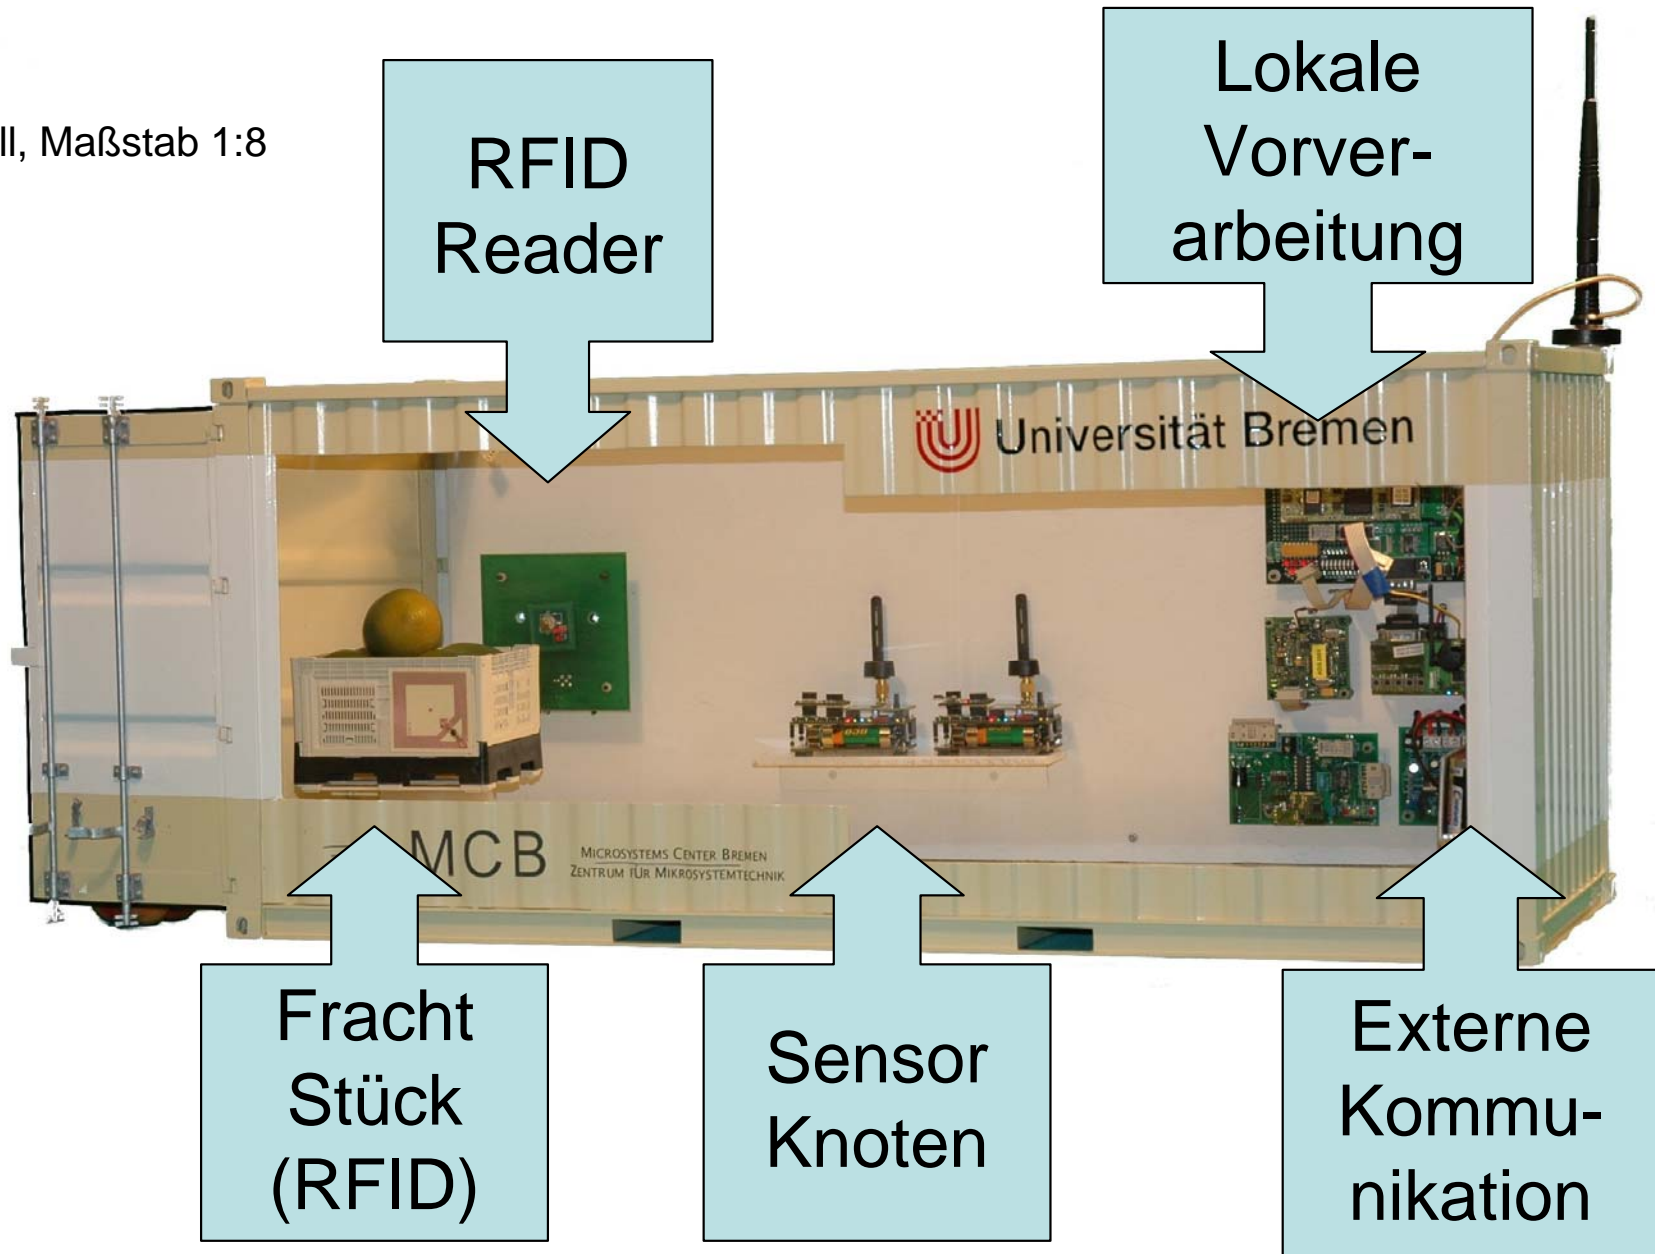 ll, Maßstab 1:8
RFID
Reader
Lokale
Vorver-
arbeitung
Universität Bremen
MCB
MICROSYSTEMS CENTER BREMEN
ZENTRUM FÜR MIKROSYSTEMTECHNIK
Fracht
Stück
(RFID)
Sensor
Knoten
Externe
Kommu-
nikation